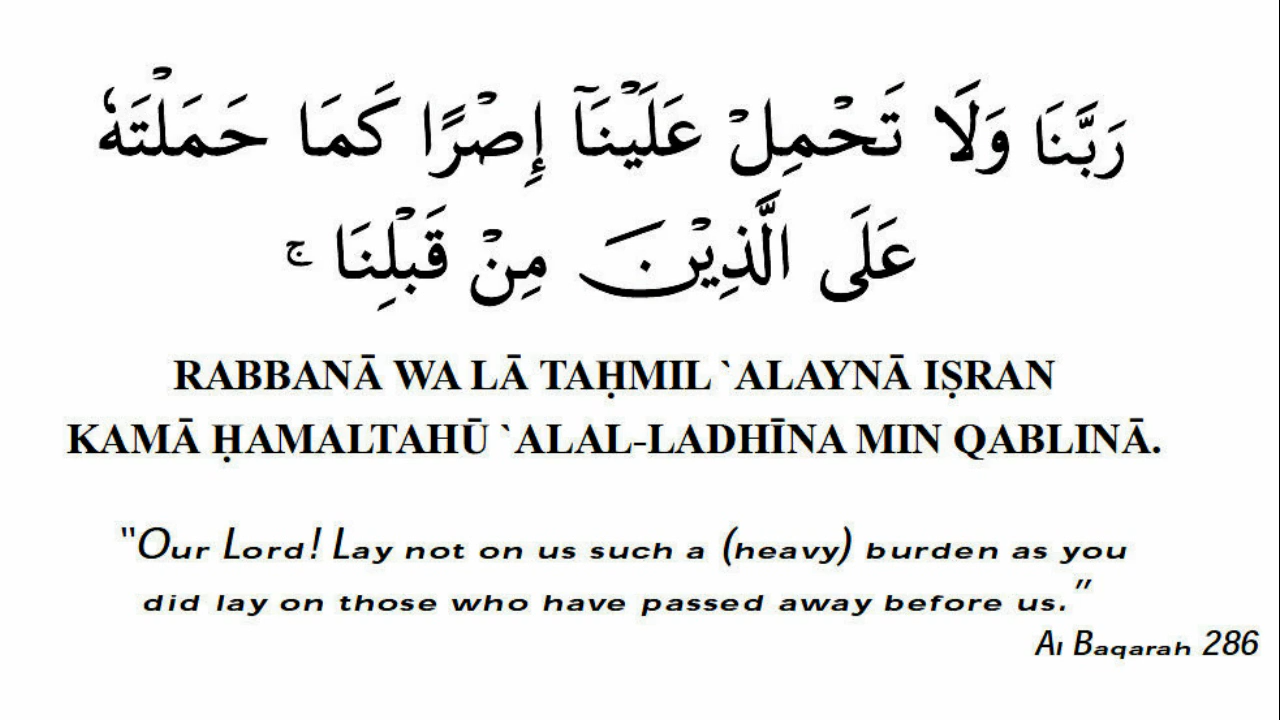 رَبَّنَا وَلَا تَحْمِلْ عَلَيْنَآ إِصْرًا كَمَا حَمَلْتَهٗ
عَلَى الَّذِيْنَ مِنْ قَبْلِنَا ۚ
RABBANĀ WA LĀ TAḤMIL `ALAYNĀ IṢRAN
KAMĀ ḤAMALTAHŪ `ALAL-LADHĪNA MIN QABLINĀ.
"Our Lord! Lay not on us such a (heavy) burden as you
did lay on those who have passed away before us."
Al Baqarah 286